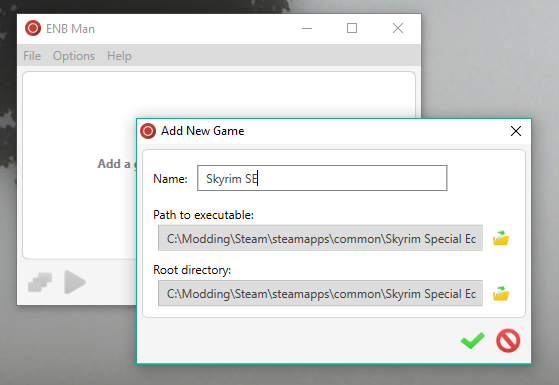 ENB Man
File Options Help
Add a
Add New Game
Name: Skyrim SE
Path to executable:
C:\Modding\Steam\steamapps\common\Skyrim Special Ec
Root directory:
C:\Modding\Steam\steamapps\common\Skyrim Special Ec